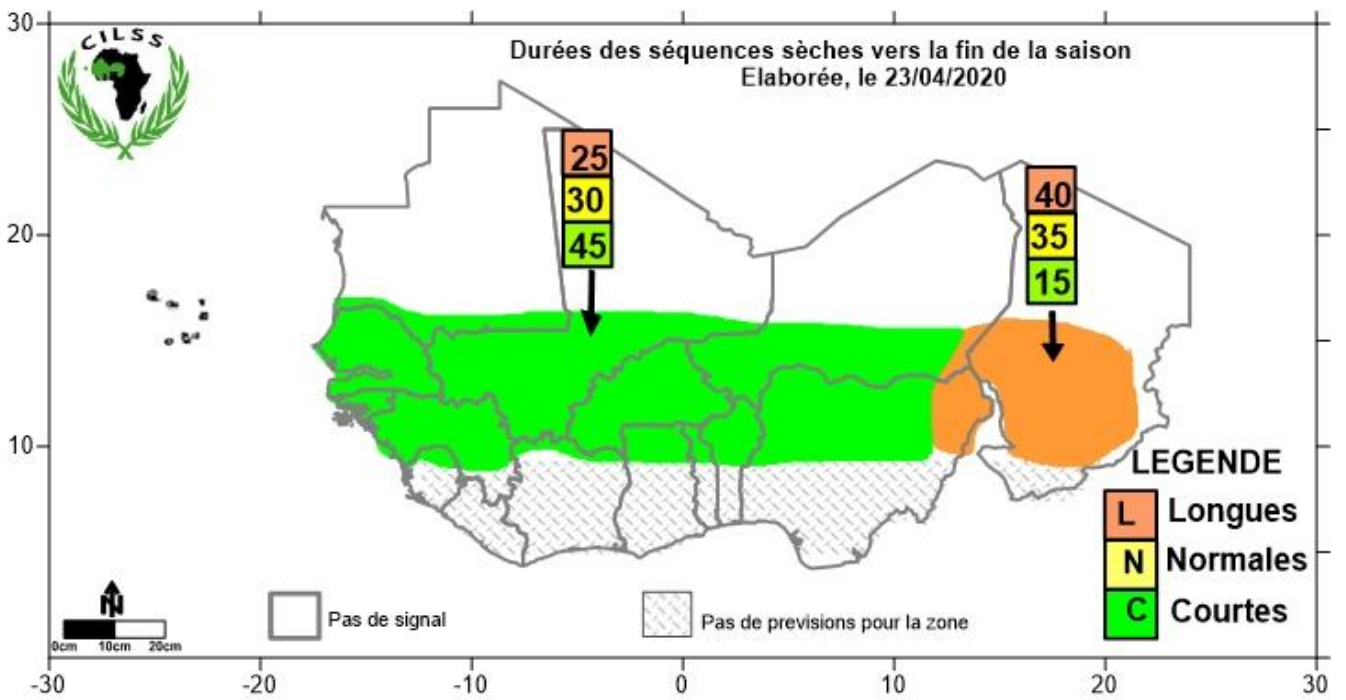 CILSS
Durées des séquences sèches vers la fin de la saison
Elaborée, le 23/04/2020
30
20
10
25
30
45
40
35
15
LEGENDE
L Longues
N Normales
C Courtes
Pas de signal
Pas de previsions pour la zone
N
0cm 10cm 20cm
-30 -20 -10 0 10 20 30